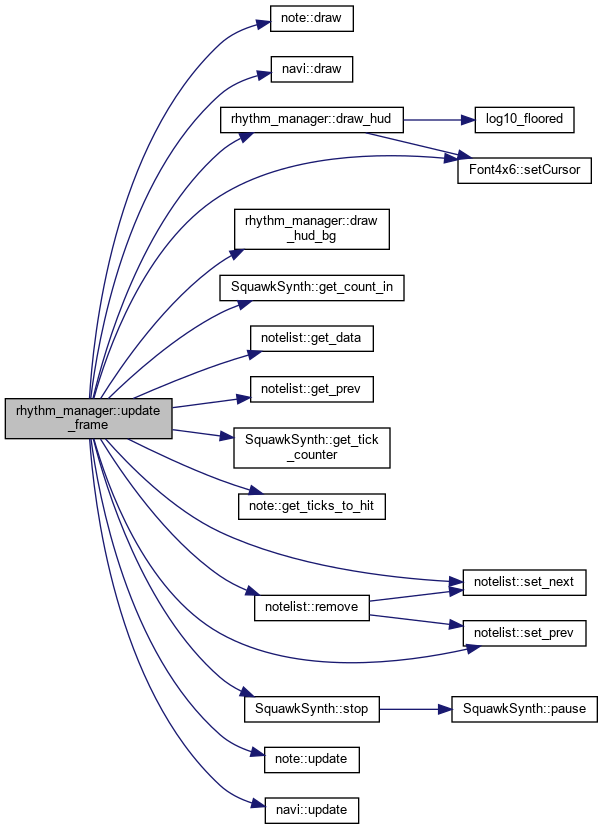 note::draw
navi::draw
rhythm_manager::draw_hud
log10_floored
Font4x6::setCursor
rhythm_manager::draw
_hud_bg
SquawkSynth::get_count_in
notelist::get_data
notelist::get_prev
rhythm_manager::update
_frame
SquawkSynth::get_tick
_counter
note::get_ticks_to_hit
notelist::set_next
notelist::remove
notelist::set_prev
SquawkSynth::stop
SquawkSynth::pause
note::update
navi::update